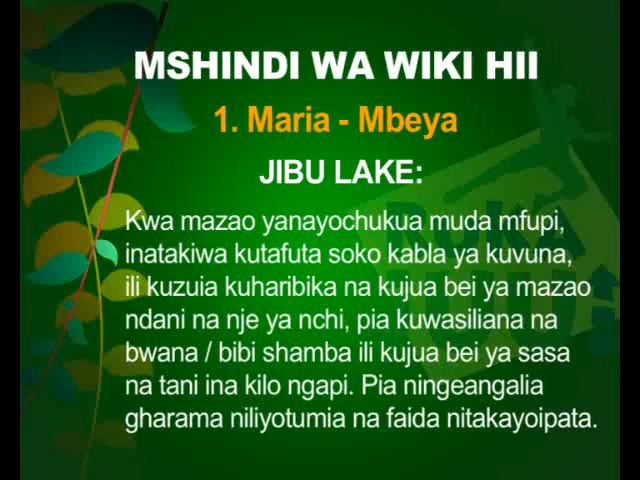 MSHINDI WA WIKI HII
1. Maria - Mbeya
JIBU LAKE:
Kwa mazao yanayochukua muda mfupi,
inatakiwa kutafuta soko kabla ya kuvuna,
ili kuzuia kuharibika na kujua bei ya mazao
ndani na nje ya nchi, pia kuwasiliana na
bwana / bibi shamba ili kujua bei ya sasa
na tani ina kilo ngapi. Pia ningeangalia
gharama niliyotumia na faida nitakayoipata.